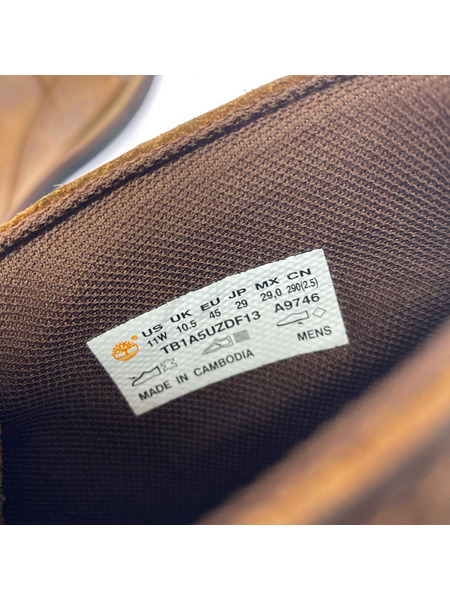 US UK EU JP MX CN
11W 10.5 45 29 29,0 290(2.5)
TB1A5UZDF13 A9746
MADE IN CAMBODIA MENS